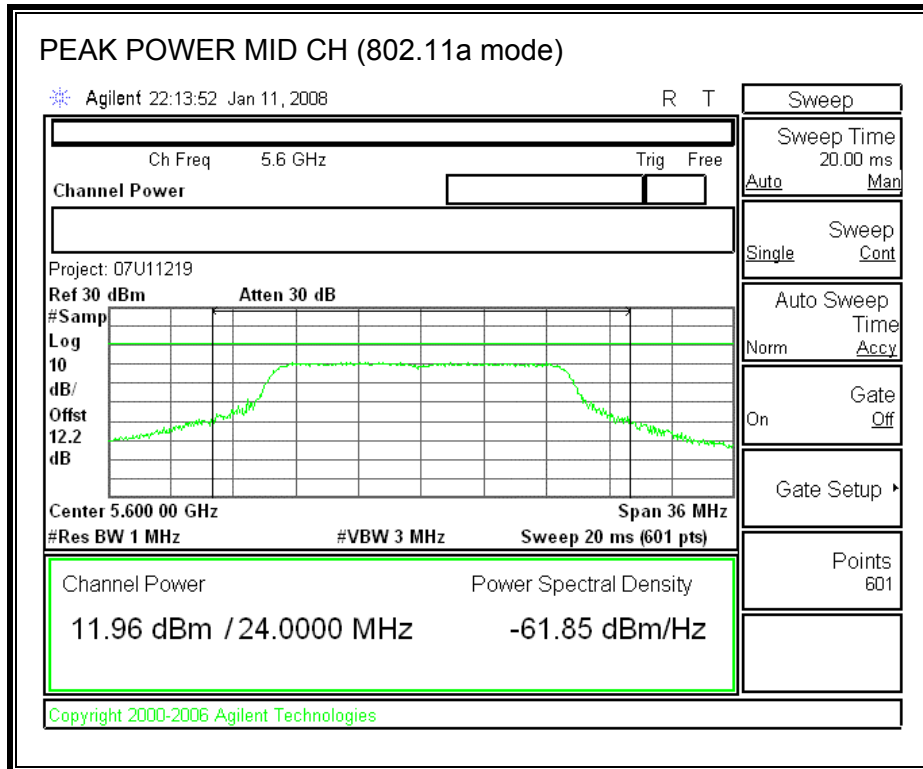 PEAK POWER MID CH (802.11a mode)
Agilent 22:13:52 Jan 11, 2008 R T
Ch Freq 5.6 GHz Trig Free
Channel Power
Project: 07U11219
Ref 30 dBm Atten 30 dB
#Samp
Log
10
dB/
Offst
12.2
dB
Center 5.600 00 GHz Span 36 MHz
#Res BW 1 MHz #VBW 3 MHz Sweep 20 ms (601 pts)
Channel Power Power Spectral Density
11.96 dBm / 24.0000 MHz -61.85 dBm/Hz
Copyright 2000-2006 Agilent Technologies
Sweep
Sweep Time
20.00 ms
Auto Man
Sweep
Single Cont
Auto Sweep
Time
Norm Accy
Gate
On Off
Gate Setup
Points
601